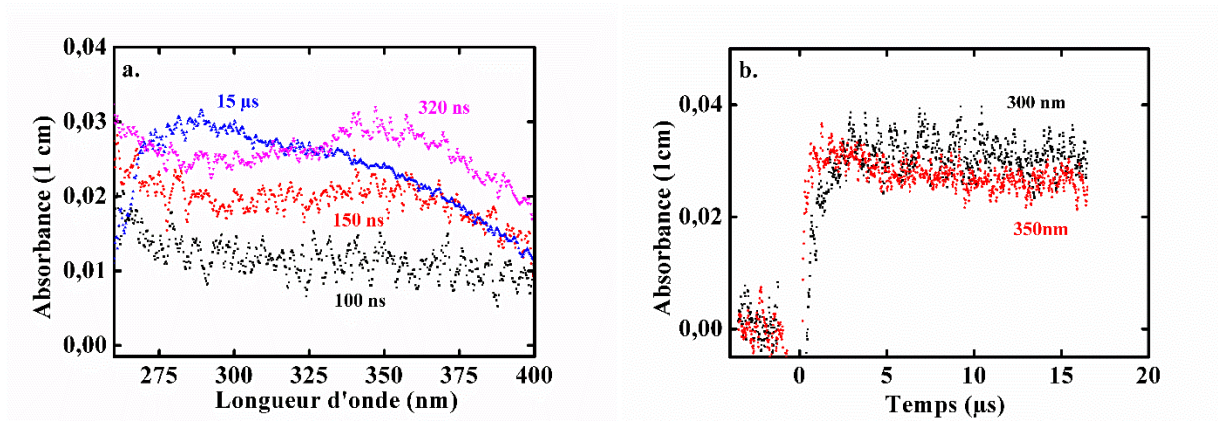 a.
Absorbance (1 cm)
0,04
0,03
0,02
0,01
0,00
15 µs
320 ns
150 ns
100 ns
275 300 325 350 375 400
Longueur d'onde (nm)
b.
Absorbance (1cm)
0,04
0,02
0,00
300 nm
350nm
0 5 10 15 20
Temps (µs)